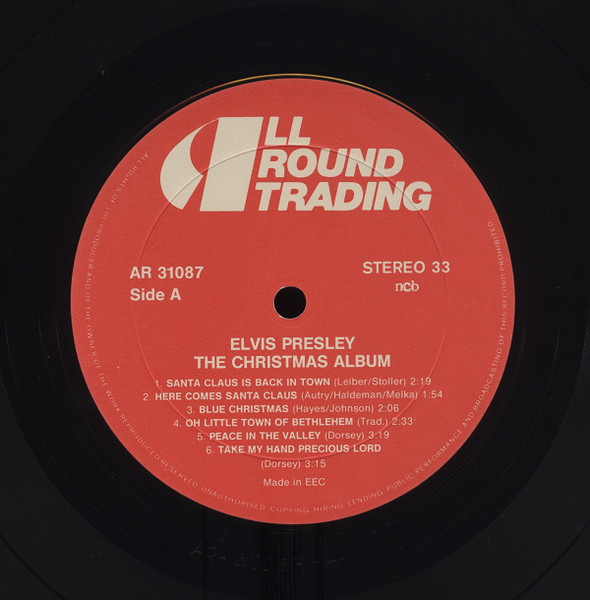 ALL
ROUND
TRADING
AR 31087
STEREO 33
Side A
ncb
ELVIS PRESLEY
THE CHRISTMAS ALBUM
1. SANTA CLAUS IS BACK IN TOWN (Leiber/Stoller) 2:19
2. HERE COMES SANTA CLAUS (Autry/Haldeman/Melka) 1:54
3. BLUE CHRISTMAS (Hayes/Johnson) 2:06
4. OH LITTLE TOWN OF BETHLEHEM (Trad.) 2:33
5. PEACE IN THE VALLEY (Dorsey) 3:19
6. TAKE MY HAND PRECIOUS LORD
(Dorsey) 3:15
Made in EEC
ALL RIGHTS OF THE PRODUCER AND OF THE OWNER OF THE WORK REPRODUCED RESERVED. UNAUTHORISED COPYING, HIRING, LENDING, PUBLIC PERFORMANCE AND BROADCASTING OF THIS RECORD PROHIBITED